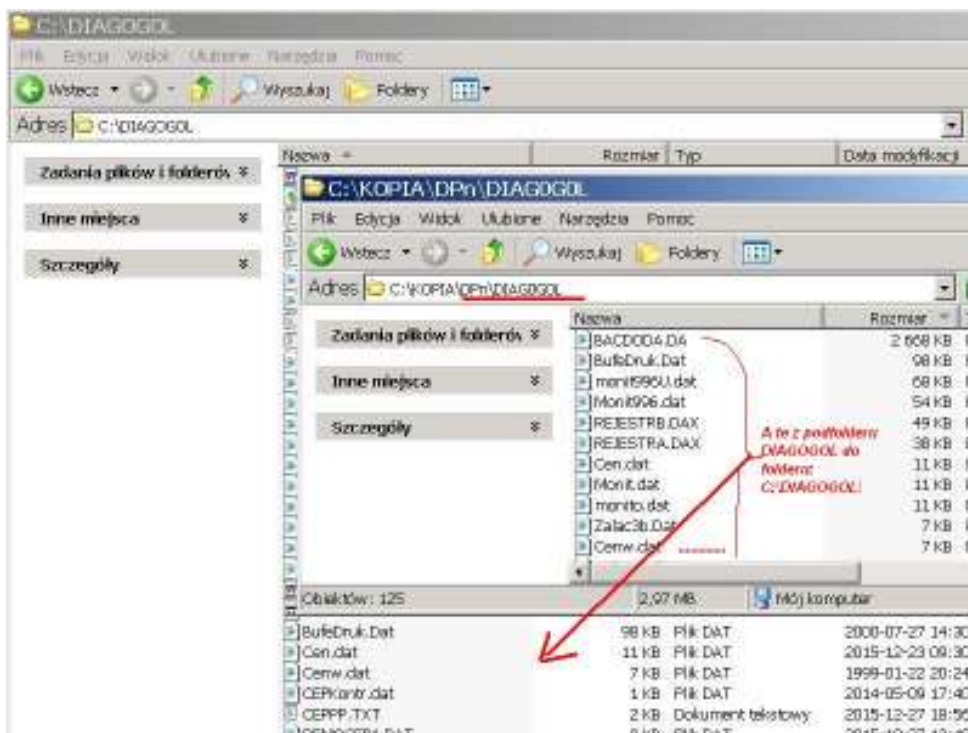 C:\DIAGOGOL
Plik Edycja Widok Ulubione Narzędzia Pomoc
Wstecz Wyszukaj Foldery
Adres C:\DIAGOGOL
Zadania plików i folderów
Inne miejsca
Szczegóły
Nazwa Rozmiar Typ Data modyfikacji
C:\KOPIA\DPn\DIAGOGOL
Plik Edycja Widok Ulubione Narzędzia Pomoc
Wstecz Wyszukaj Foldery
Adres C:\KOPIA\DPn\DIAGOGOL
Zadania plików i folderów
Inne miejsca
Szczegóły
Nazwa Rozmiar
BACDODA.DA 2 668 KB
BufeDruk.Dat 98 KB
monit996U.dat 68 KB
Monit996.dat 54 KB
REJESTRB.DAX 49 KB
REJESTRA.DAX 38 KB
Cen.dat 11 KB
Monit.dat 11 KB
monito.dat 11 KB
Zalac3b.Dat 7 KB
Cenw.dat 7 KB
A te z podfolderu
DIAGOGOL do
folderu:
C:\DIAGOGOL!
Obiektów: 125 2,97 MB Mój komputer
BufeDruk.Dat 98 KB Plik DAT 2000-07-27 14:30
Cen.dat 11 KB Plik DAT 2015-12-23 09:30
Cenw.dat 7 KB Plik DAT 1999-01-22 20:24
CEPKontr.dat 1 KB Plik DAT 2014-05-09 17:40
CEPPP.TXT 2 KB Dokument tekstowy 2015-12-27 18:56